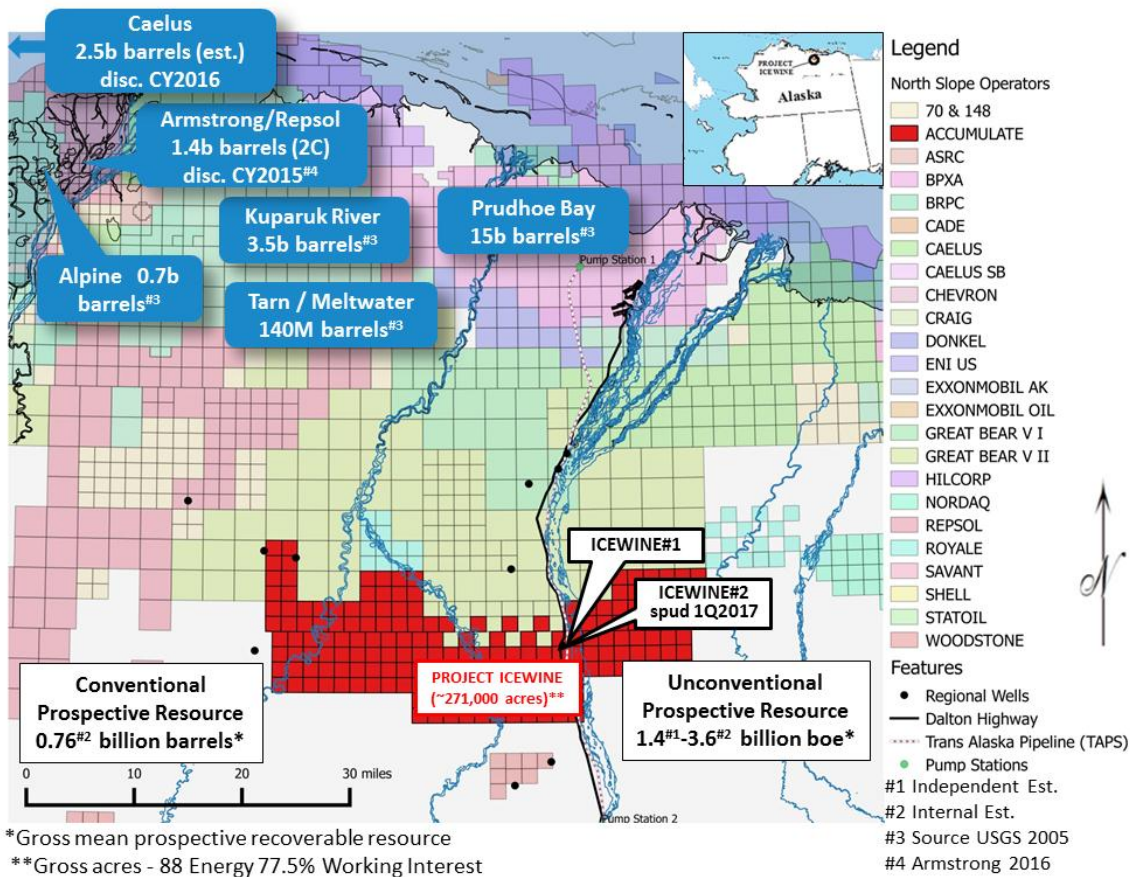 Caelus
2.5b barrels (est.)
disc. CY2016
Armstrong/Repsol
1.4b barrels (2C)
disc. CY2015#4
Kuparuk River
3.5b barrels#3
Prudhoe Bay
15b barrels#3
Pump Station 1
Alpine 0.7b
barrels#3
Tarn / Meltwater
140M barrels#3
PROJECT
ICEWINE
Alaska
ICEWINE#1
ICEWINE#2
spud 1Q2017
PROJECT ICEWINE
(~271,000 acres)**
Conventional
Prospective Resource
0.76#2 billion barrels*
Unconventional
Prospective Resource
1.4#1-3.6#2 billion boe*
0 10 30 miles
Pump Station 2
*Gross mean prospective recoverable resource
**Gross acres - 88 Energy 77.5% Working Interest
Legend
North Slope Operators
70 & 148
ACCUMULATE
ASRC
BPXA
BRPC
CADE
CAELUS
CAELUS SB
CHEVRON
CRAIG
DONKEL
ENI US
EXXONMOBIL AK
EXXONMOBIL OIL
GREAT BEAR V I
GREAT BEAR V II
HILCORP
NORDAQ
REPSOL
ROYALE
SAVANT
SHELL
STATOIL
WOODSTONE
Features
Regional Wells
Dalton Highway
Trans Alaska Pipeline (TAPS)
Pump Stations
#1 Independent Est.
#2 Internal Est.
#3 Source USGS 2005
#4 Armstrong 2016
N